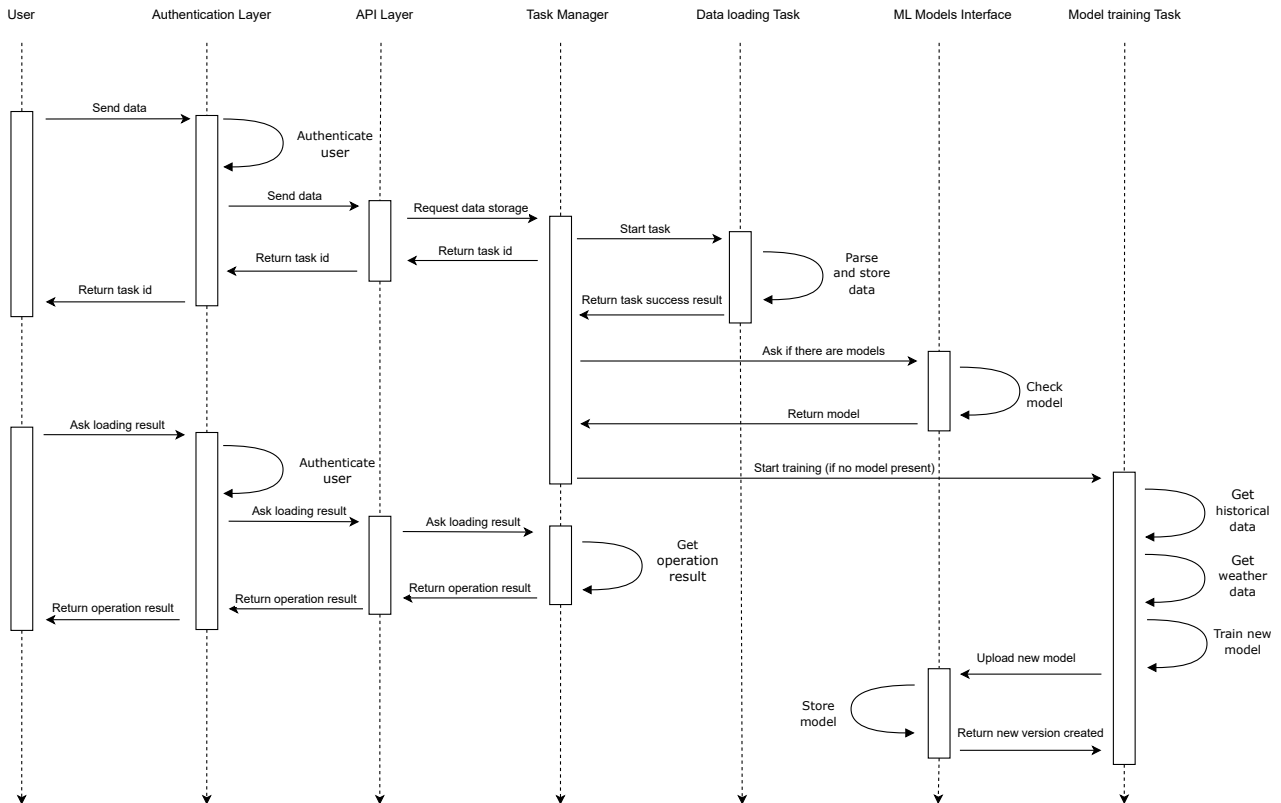 User
Authentication Layer
API Layer
Task Manager
Data loading Task
ML Models Interface
Model training Task
Send data
Authenticate
user
Send data
Request data storage
Start task
Return task id
Return task id
Return task id
Parse
and store
data
Return task success result
Ask if there are models
Check
model
Return model
Ask loading result
Authenticate
user
Start training (if no model present)
Get
historical
data
Ask loading result
Ask loading result
Get
operation
result
Get
weather
data
Return operation result
Return operation result
Return operation result
Train new
model
Upload new model
Store
model
Return new version created